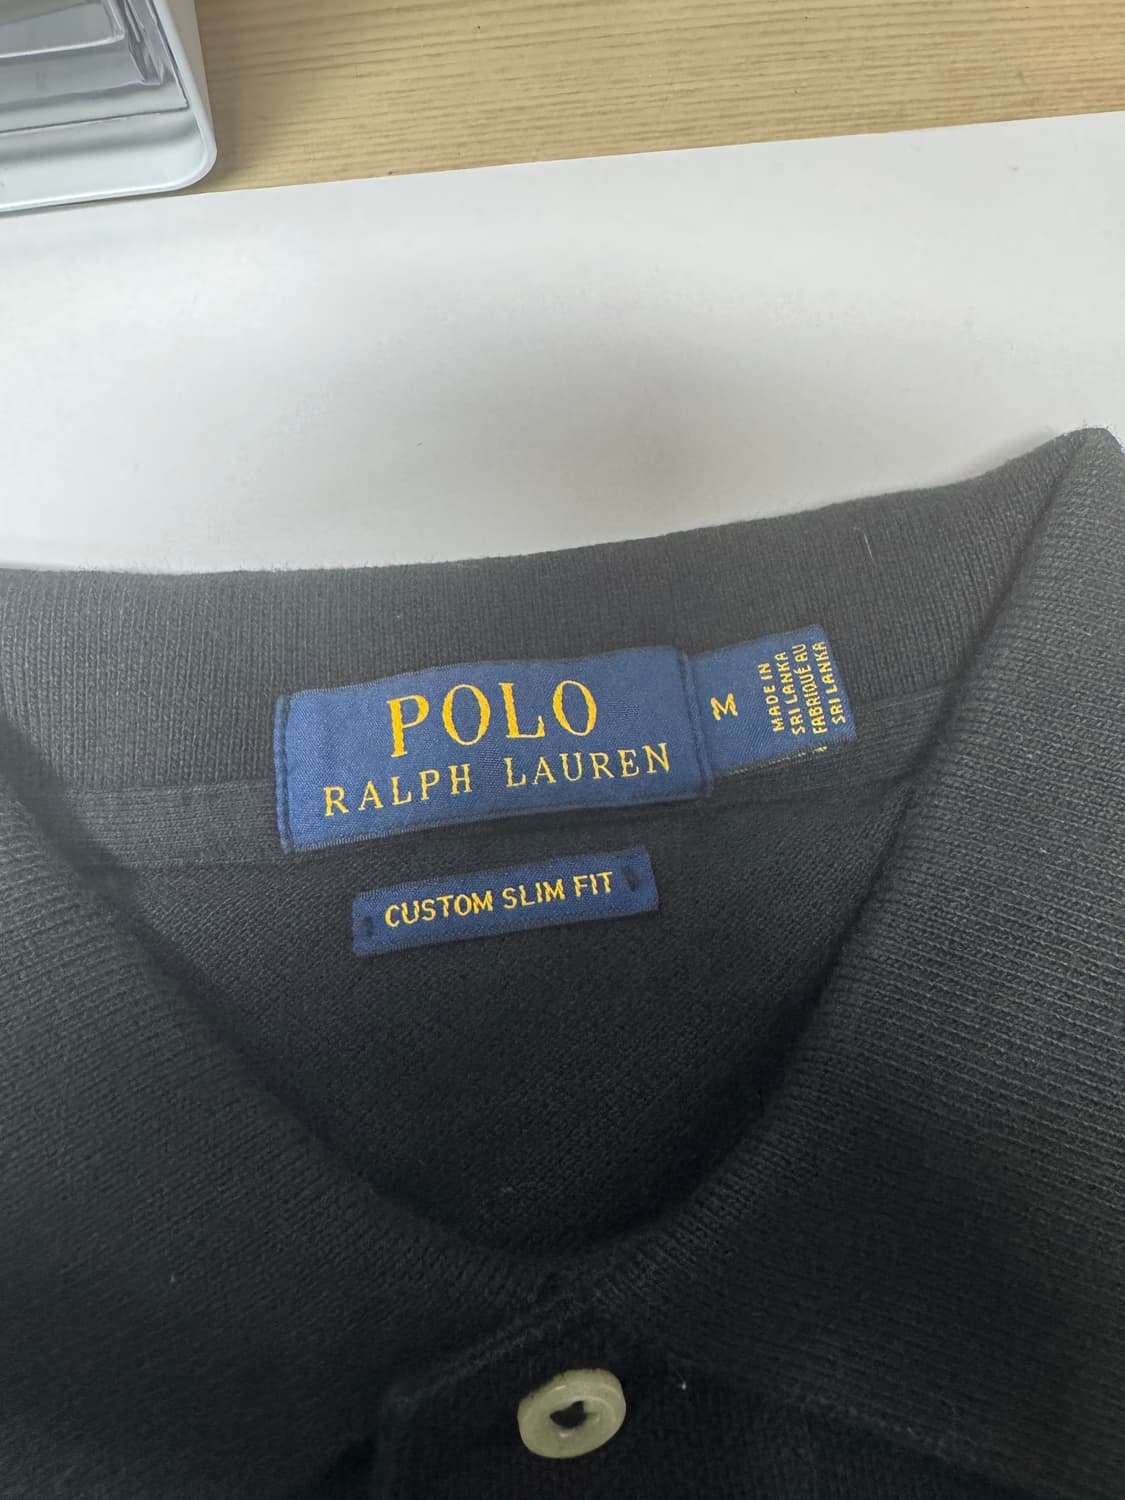 POLO
RALPH LAUREN
M
MADE IN
SRI LANKA
FABRIQUÉ AU
SRI LANKA
CUSTOM SLIM FIT